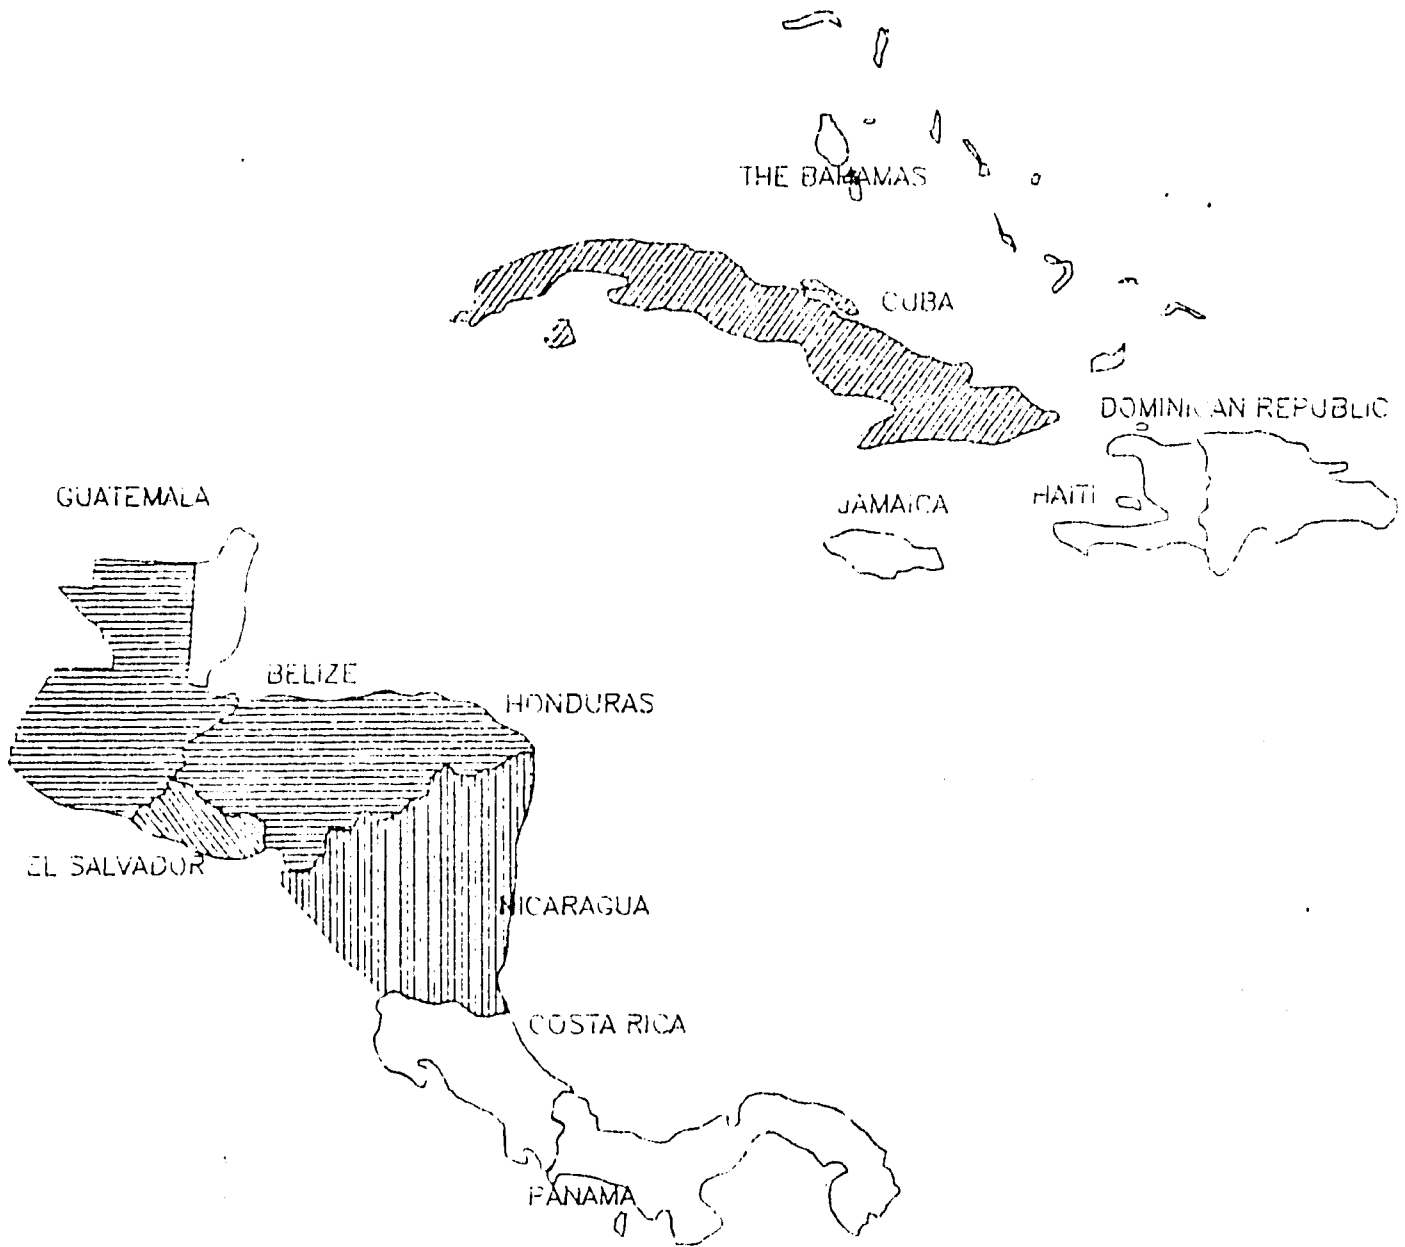 THE BAHAMAS
CUBA
DOMINICAN REPUBLIC
GUATEMALA
JAMAICA
HAITI
BELIZE
HONDURAS
EL SALVADOR
NICARAGUA
COSTA RICA
PANAMA